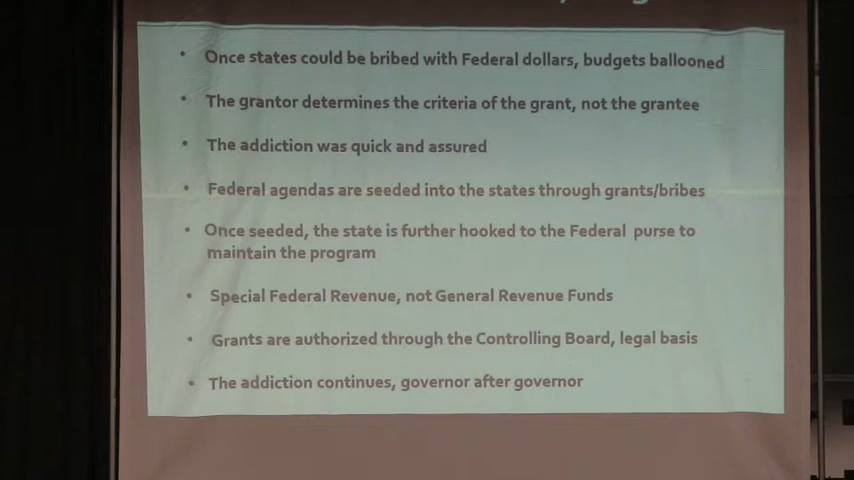 • Once states could be bribed with Federal dollars, budgets ballooned
• The grantor determines the criteria of the grant, not the grantee
• The addiction was quick and assured
• Federal agendas are seeded into the states through grants/bribes
• Once seeded, the state is further hooked to the Federal purse to
maintain the program
• Special Federal Revenue, not General Revenue Funds
• Grants are authorized through the Controlling Board, legal basis
• The addiction continues, governor after governor